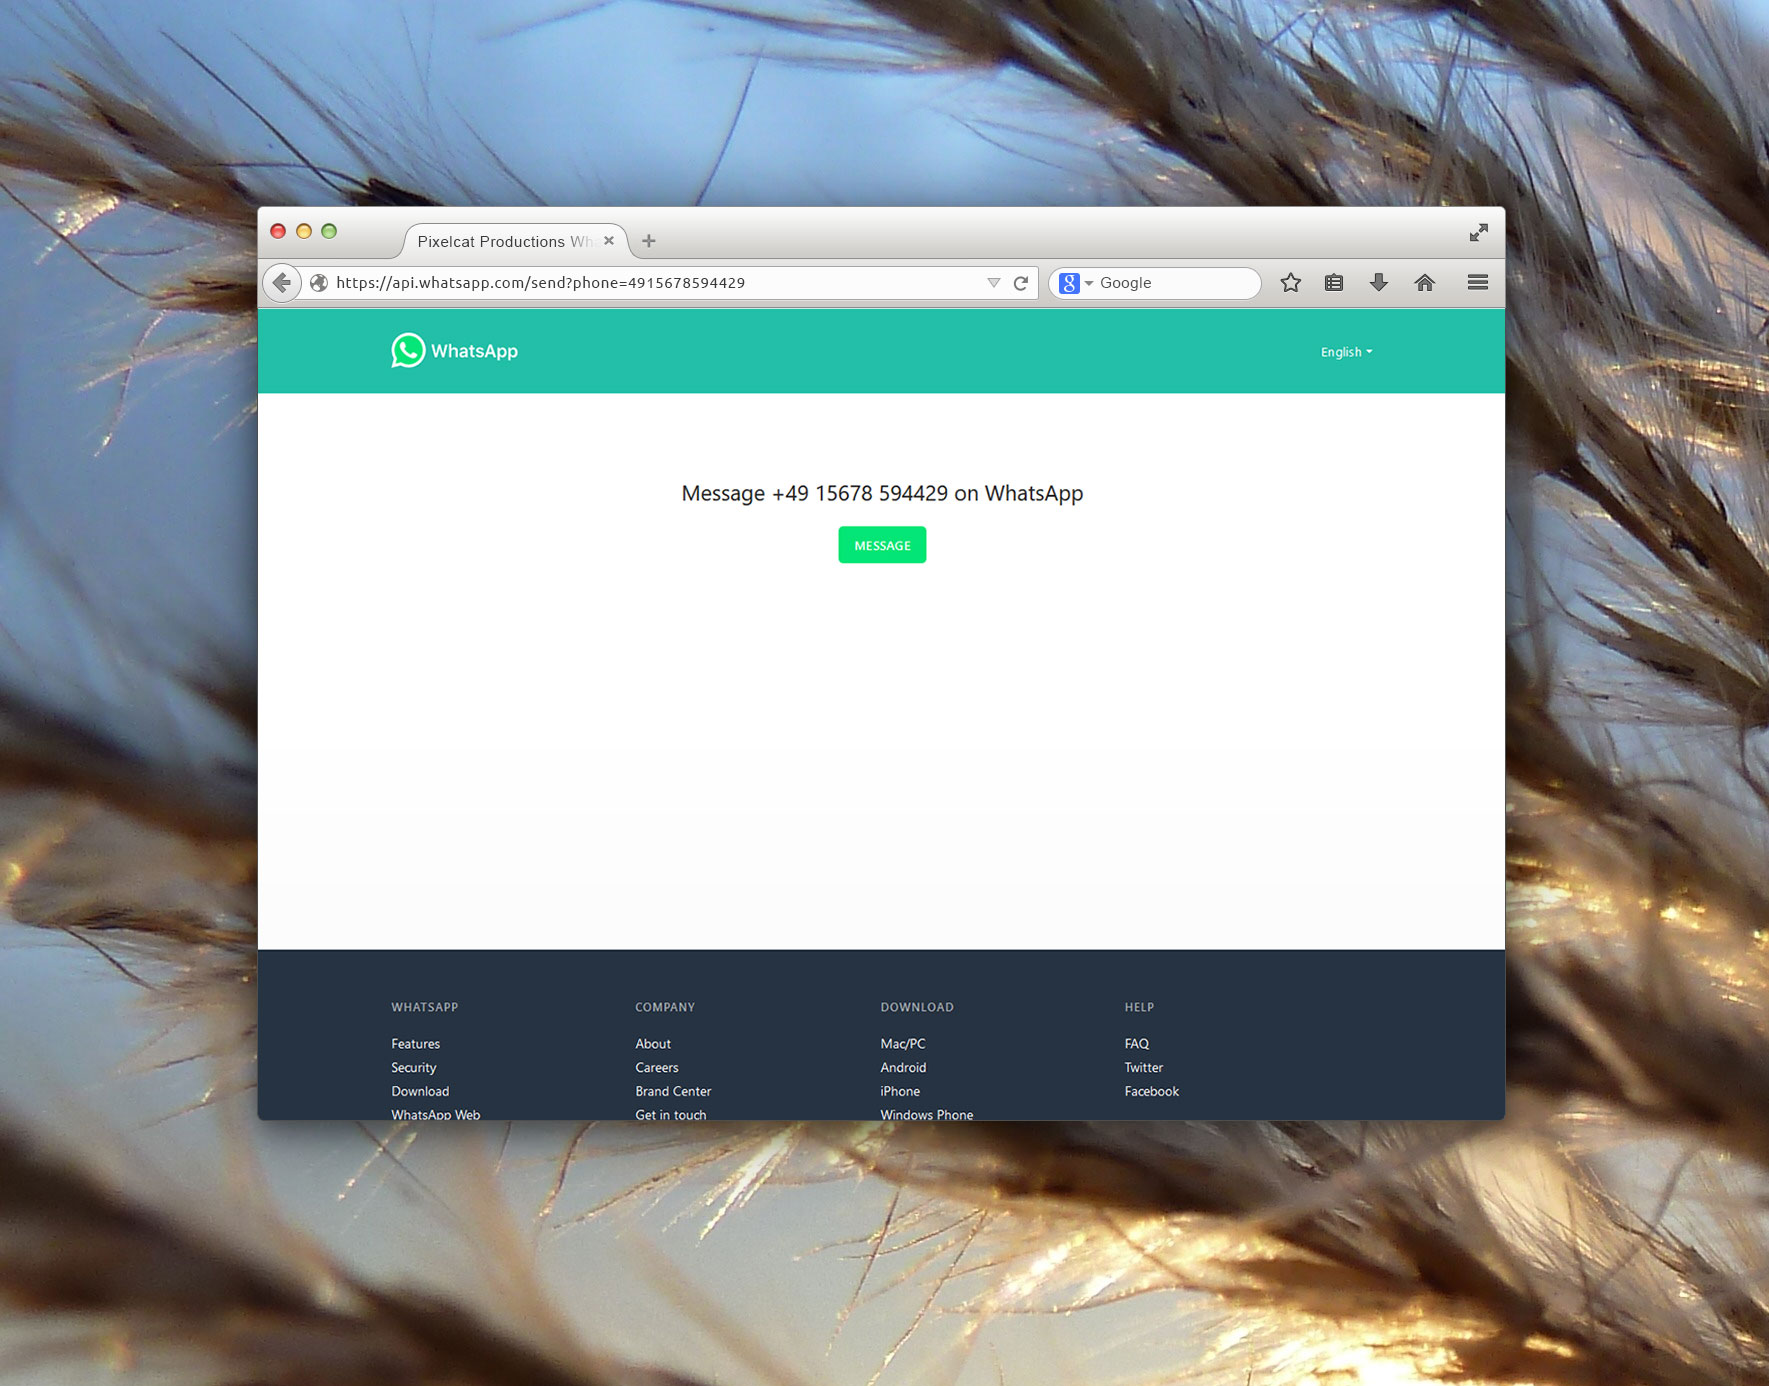 Pixelcat Productions Wh
https://api.whatsapp.com/send?phone=4915678594429
Google
WhatsApp
English
Message +49 15678 594429 on WhatsApp
MESSAGE
WHATSAPP
Features
Security
Download
WhatsApp Web
COMPANY
About
Careers
Brand Center
Get in touch
DOWNLOAD
Mac/PC
Android
iPhone
Windows Phone
HELP
FAQ
Twitter
Facebook